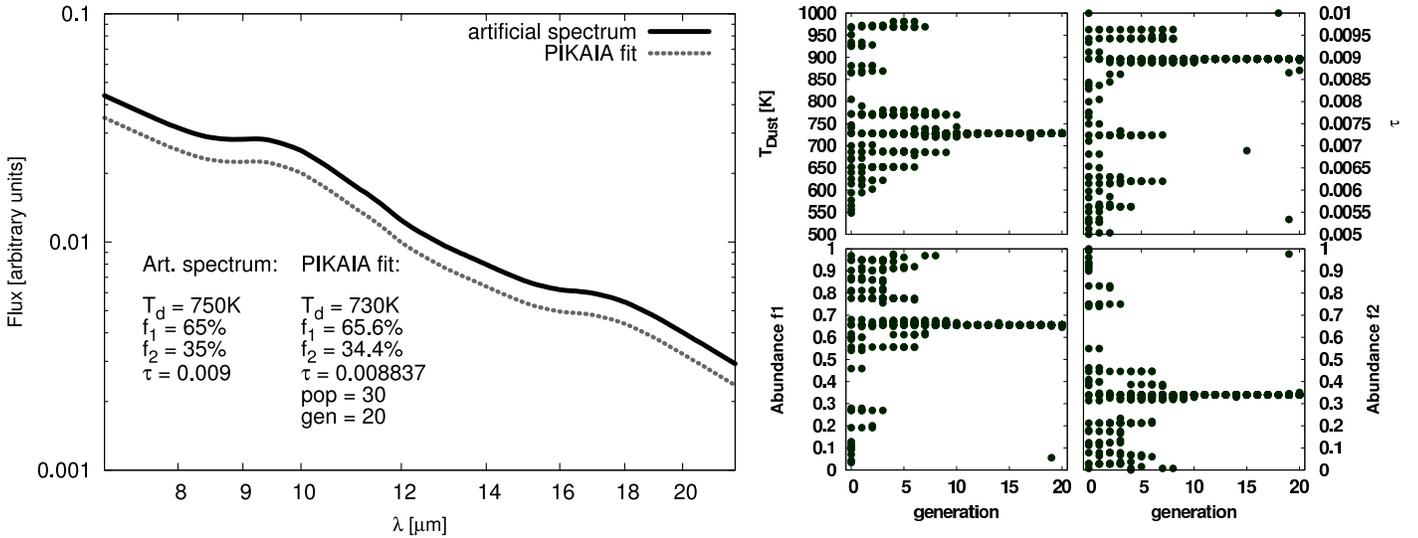 artificial spectrum
PIKAIA fit
0.1
0.01
0.001
Flux [arbitrary units]
Art. spectrum: PIKAIA fit:
T_d = 750K T_d = 730K
f_1 = 65% f_1 = 65.6%
f_2 = 35% f_2 = 34.4%
τ = 0.009 τ = 0.008837
pop = 30
gen = 20
8 9 10 12 14 16 18 20
λ [μm]
1000
950
900
850
800
750
700
650
600
550
500
T_Dust [K]
0.01
0.0095
0.009
0.0085
0.008
0.0075
0.007
0.0065
0.006
0.0055
0.005
τ
1
0.9
0.8
0.7
0.6
0.5
0.4
0.3
0.2
0.1
0
Abundance f1
0 5 10 15 20
generation
1
0.9
0.8
0.7
0.6
0.5
0.4
0.3
0.2
0.1
0
Abundance f2
0 5 10 15 20
generation